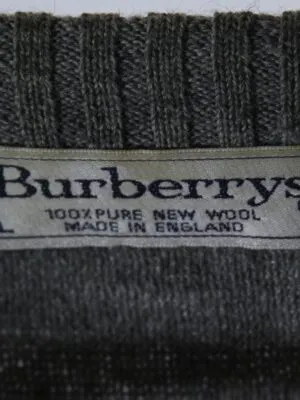 Burberrys
100% PURE NEW WOOL
L MADE IN ENGLAND